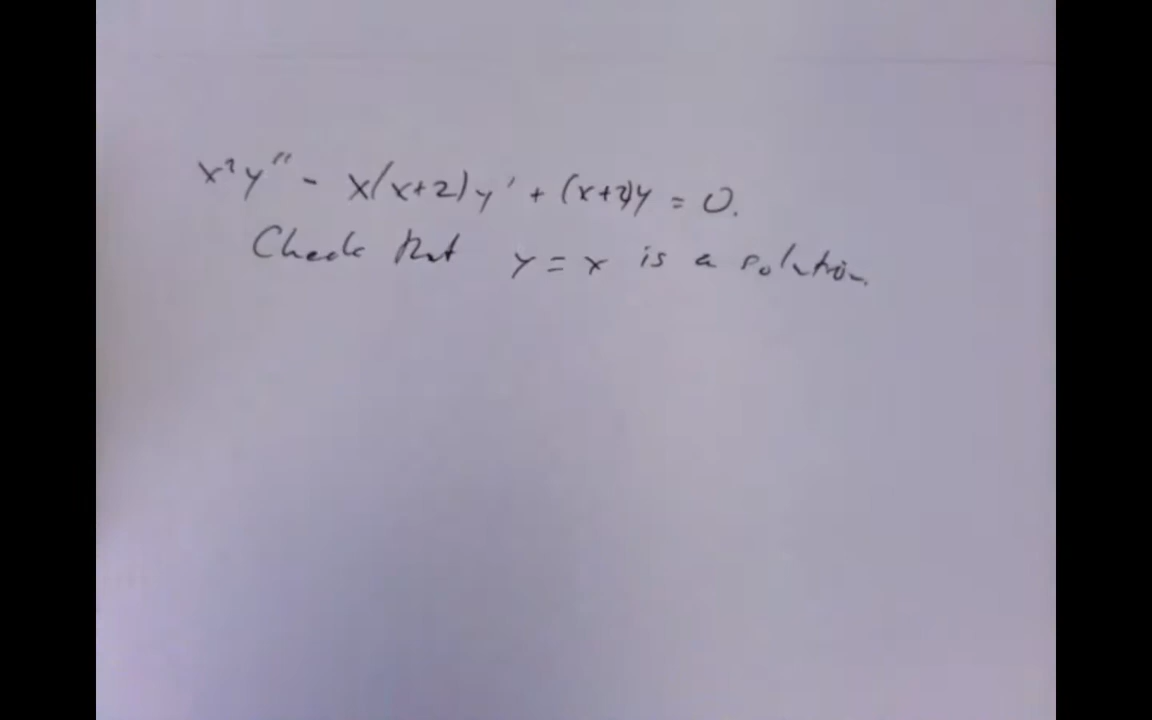 x²y'' - x(x+2)y' + (x+2)y = 0.
Check that y = x is a solution.